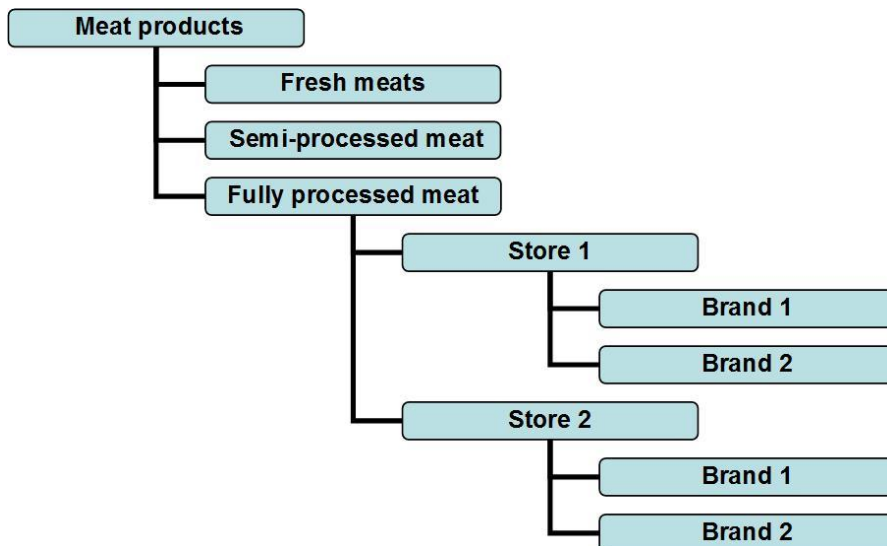 Meat products
Fresh meats
Semi-processed meat
Fully processed meat
Store 1
Brand 1
Brand 2
Store 2
Brand 1
Brand 2